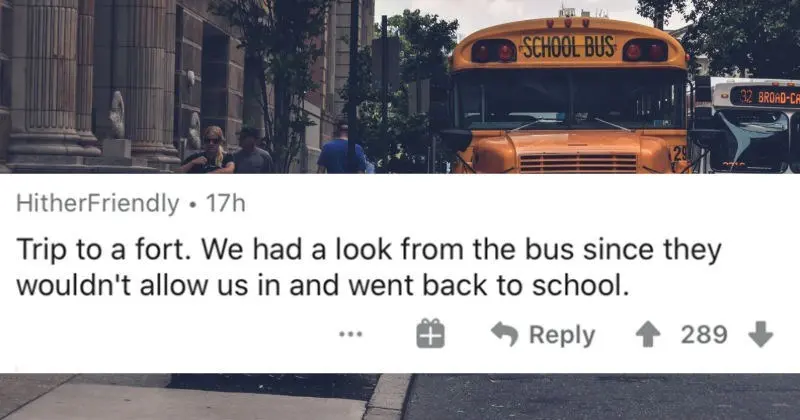 SCHOOL BUS
32 BROAD-CA
29
HitherFriendly • 17h
Trip to a fort. We had a look from the bus since they
wouldn't allow us in and went back to school.
... Reply 289